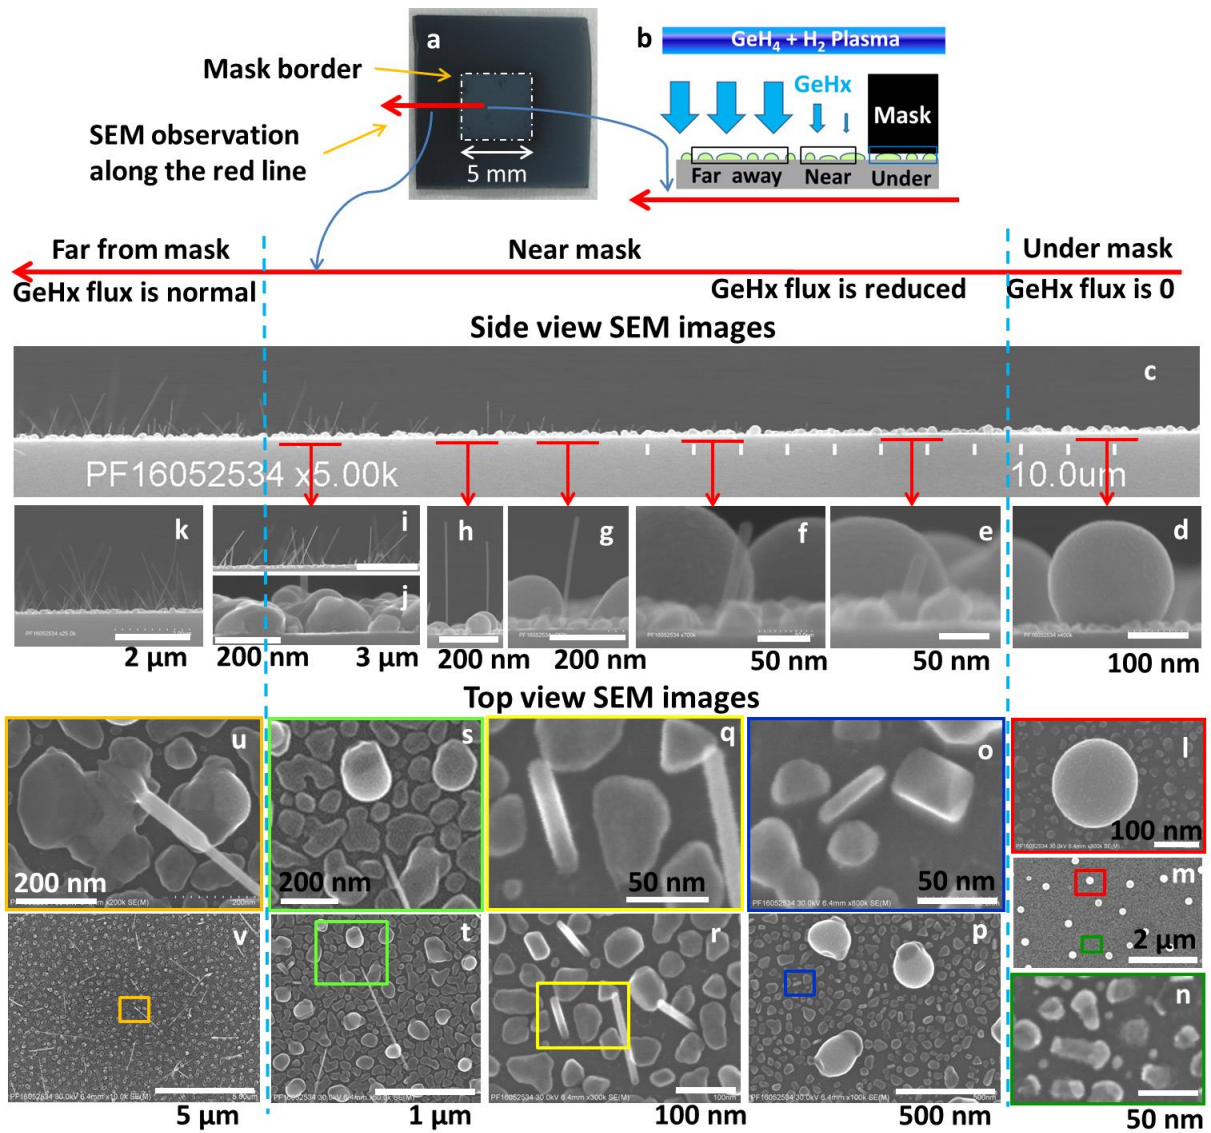 a
Mask border
SEM observation
along the red line
5 mm
b
GeH4 + H2 Plasma
GeHx
Mask
Far away
Near
Under
Far from mask
Near mask
Under mask
GeHx flux is normal
GeHx flux is reduced
GeHx flux is 0
Side view SEM images
c
PF16052534 x5.00k
10.0um
k
i
j
h
g
f
e
d
2 µm
200 nm
3 µm
200 nm
200 nm
50 nm
50 nm
100 nm
Top view SEM images
u
200 nm
s
200 nm
q
50 nm
o
50 nm
l
100 nm
m
2 µm
v
t
r
p
n
5 µm
1 µm
100 nm
500 nm
50 nm